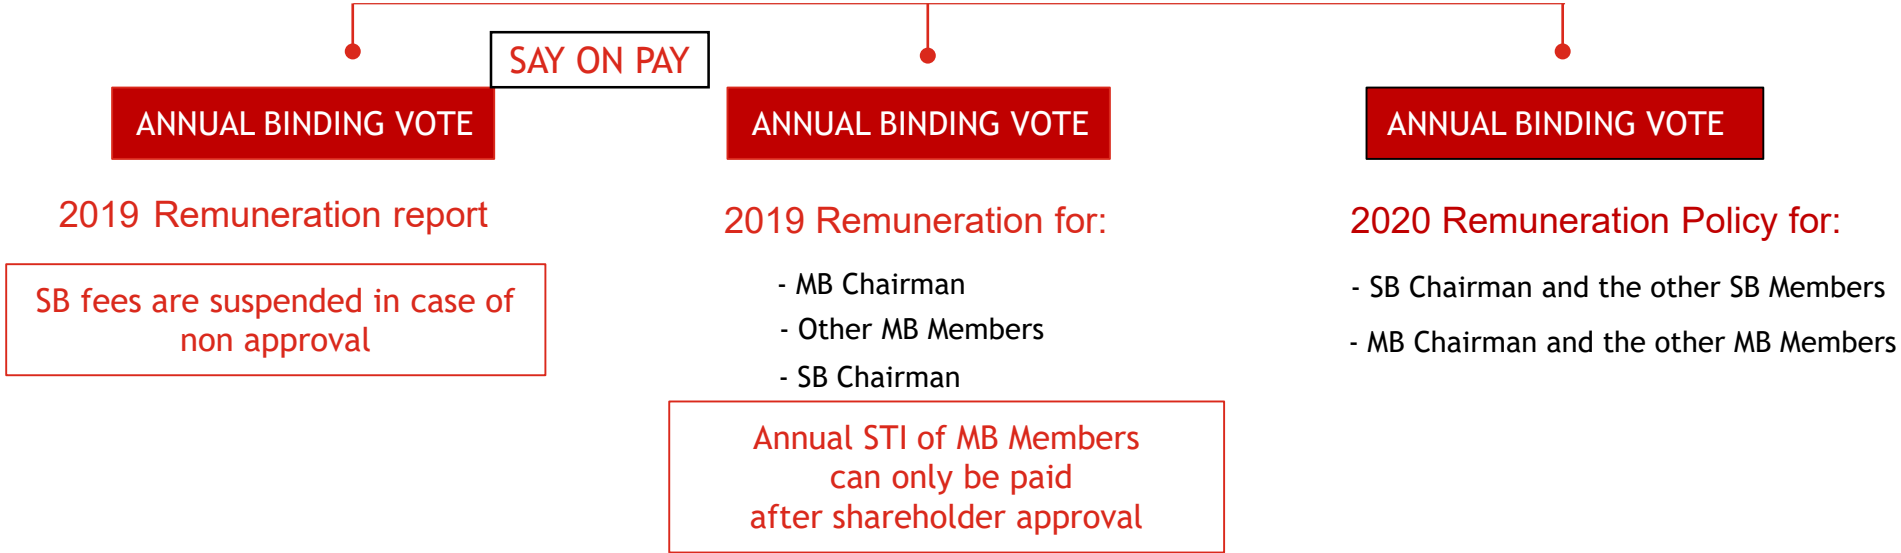 SAY ON PAY
ANNUAL BINDING VOTE
2019 Remuneration report
SB fees are suspended in case of
non approval
ANNUAL BINDING VOTE
2019 Remuneration for:
- MB Chairman
- Other MB Members
- SB Chairman
Annual STI of MB Members
can only be paid
after shareholder approval
ANNUAL BINDING VOTE
2020 Remuneration Policy for:
- SB Chairman and the other SB Members
- MB Chairman and the other MB Members